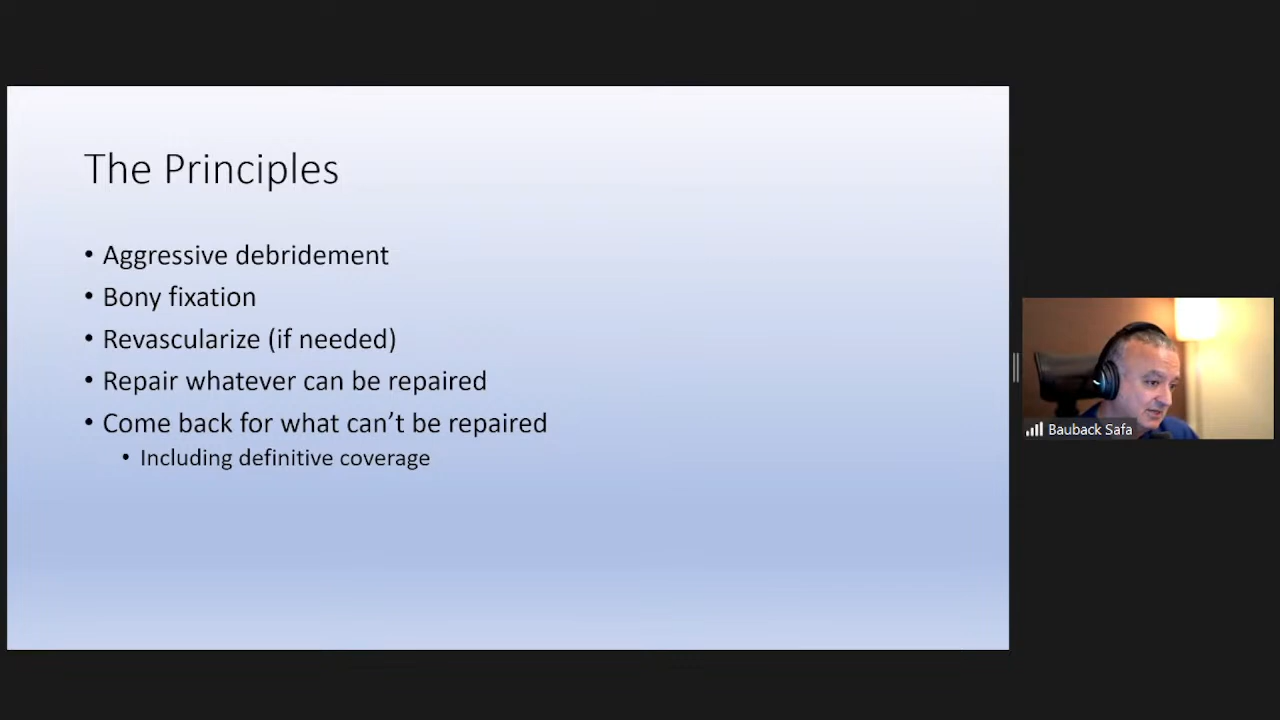 The Principles
• Aggressive debridement
• Bony fixation
• Revascularize (if needed)
• Repair whatever can be repaired
• Come back for what can’t be repaired
• Including definitive coverage
Bauback Safa